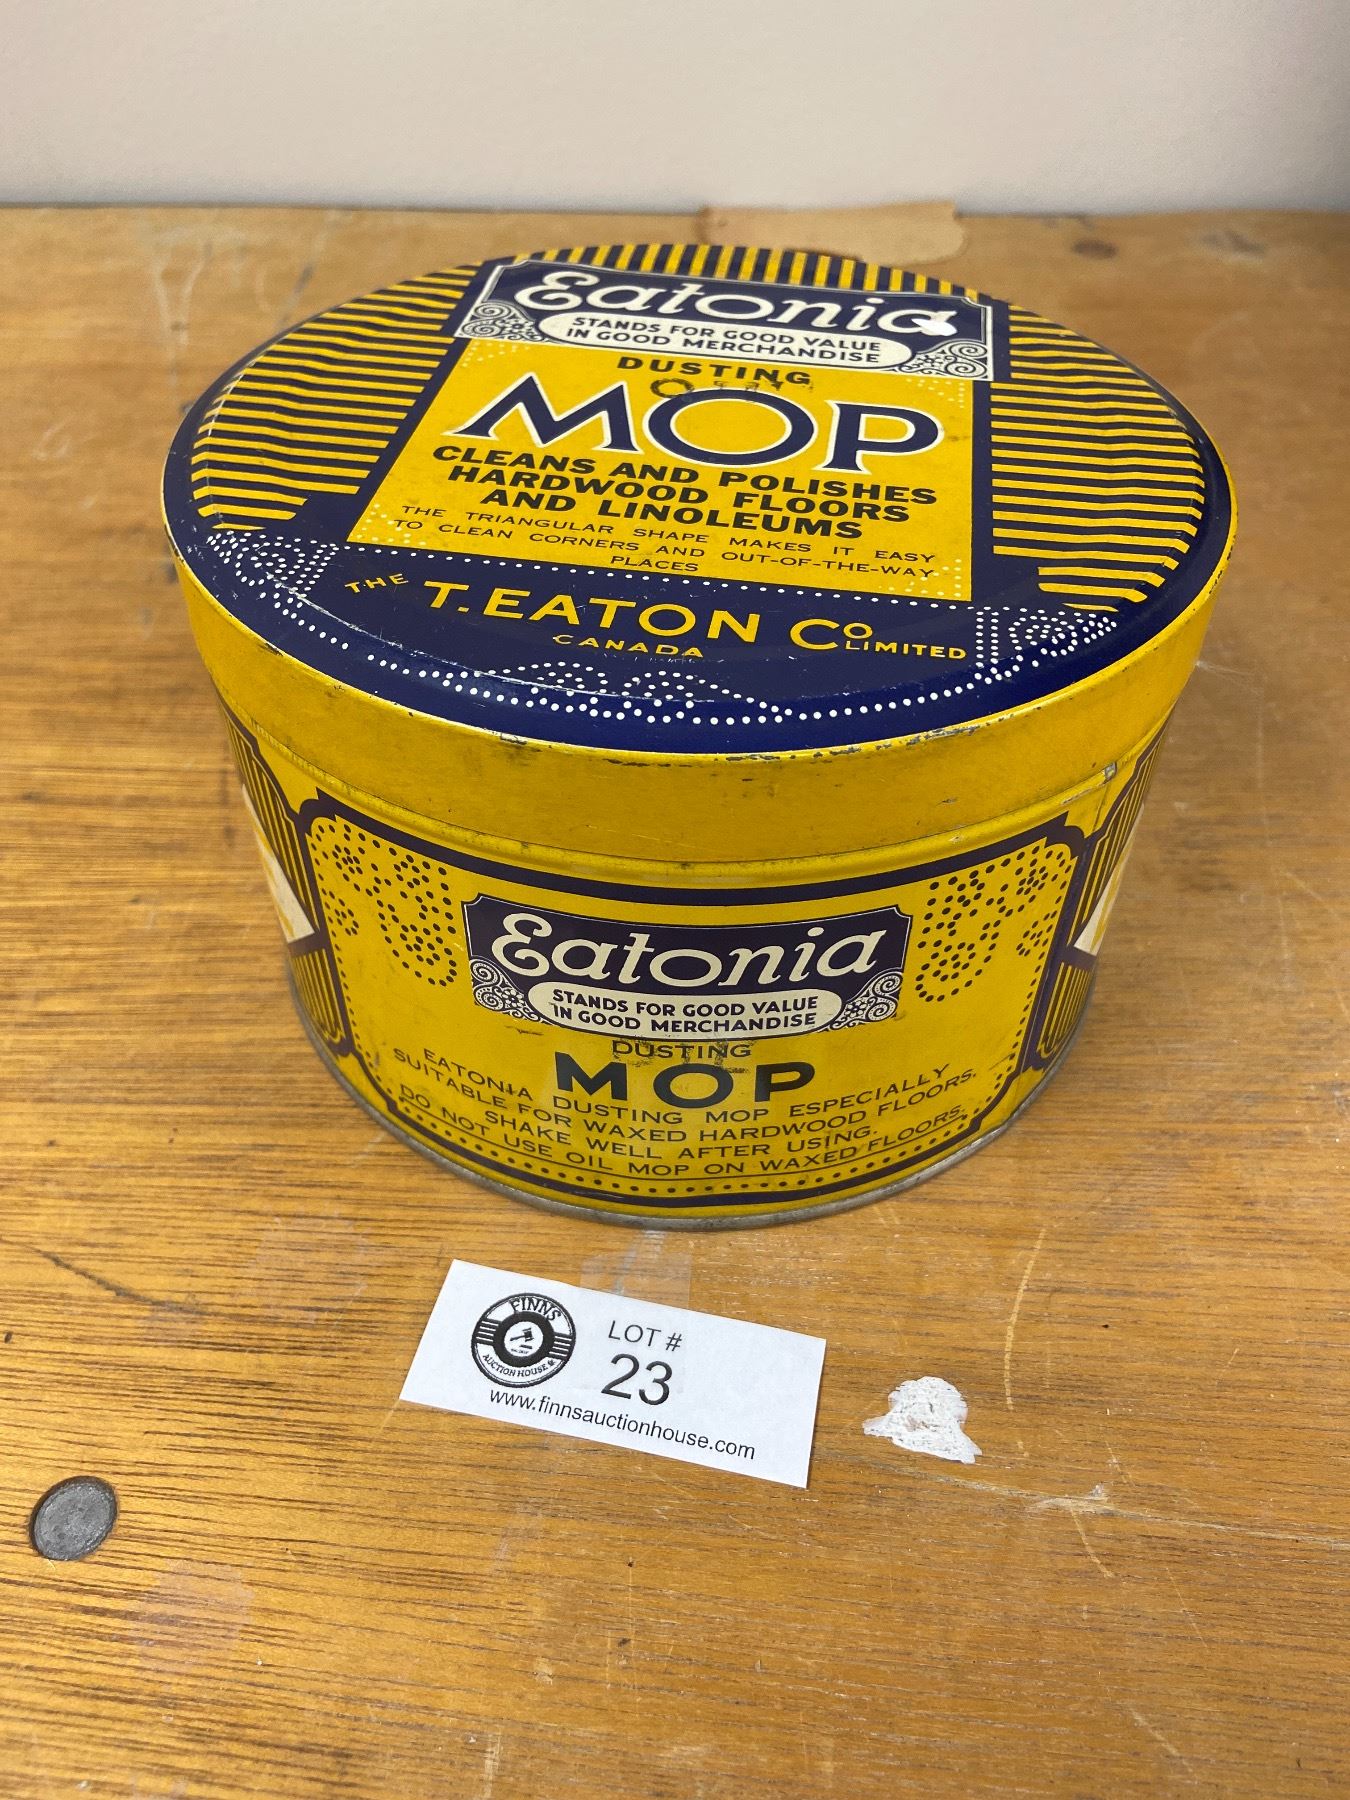 Eatonia
STANDS FOR GOOD VALUE
IN GOOD MERCHANDISE
DUSTING
MOP
CLEANS AND POLISHES
HARDWOOD FLOORS
AND LINOLEUMS
THE TRIANGULAR SHAPE MAKES IT EASY
TO CLEAN CORNERS AND OUT-OF-THE-WAY
PLACES
THE T. EATON CO LIMITED
CANADA
Eatonia
STANDS FOR GOOD VALUE
IN GOOD MERCHANDISE
DUSTING
MOP
EATONIA DUSTING MOP ESPECIALLY
SUITABLE FOR WAXED HARDWOOD FLOORS.
SHAKE WELL AFTER USING.
DO NOT USE OIL MOP ON WAXED FLOORS.
FINNS
AUCTION HOUSE
LOT #
23
www.finnsauctionhouse.com